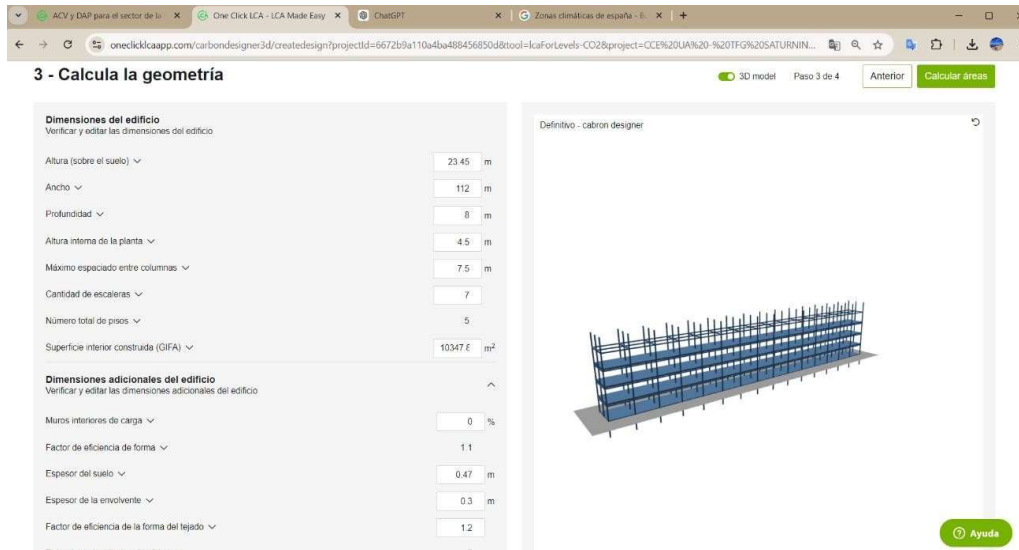 ACV y DAP para el sector de la
One Click LCA - LCA Made Easy
ChatGPT
Zonas climáticas de españa - B
oneclicklcaapp.com/carbondesigner3d/createdesign?projectId=6672b9a110a4ba488456850d&tool=lcaForLevels-CO2&project=CCE%20UA%20-%20TFG%20SATURNIN...
3 - Calcula la geometría
3D model
Paso 3 de 4
Anterior
Calcular áreas
Dimensiones del edificio
Verificar y editar las dimensiones del edificio
Altura (sobre el suelo) 23.45 m
Ancho 112 m
Profundidad 8 m
Altura interna de la planta 4.5 m
Máximo espaciado entre columnas 7.5 m
Cantidad de escaleras 7
Número total de pisos 5
Superficie interior construida (GIFA) 10347.6 m²
Dimensiones adicionales del edificio
Verificar y editar las dimensiones adicionales del edificio
Muros interiores de carga 0 %
Factor de eficiencia de forma 1.1
Espesor del suelo 0.47 m
Espesor de la envolvente 0.3 m
Factor de eficiencia de la forma del tejado 1.2
Definitivo - cabron designer
Ayuda